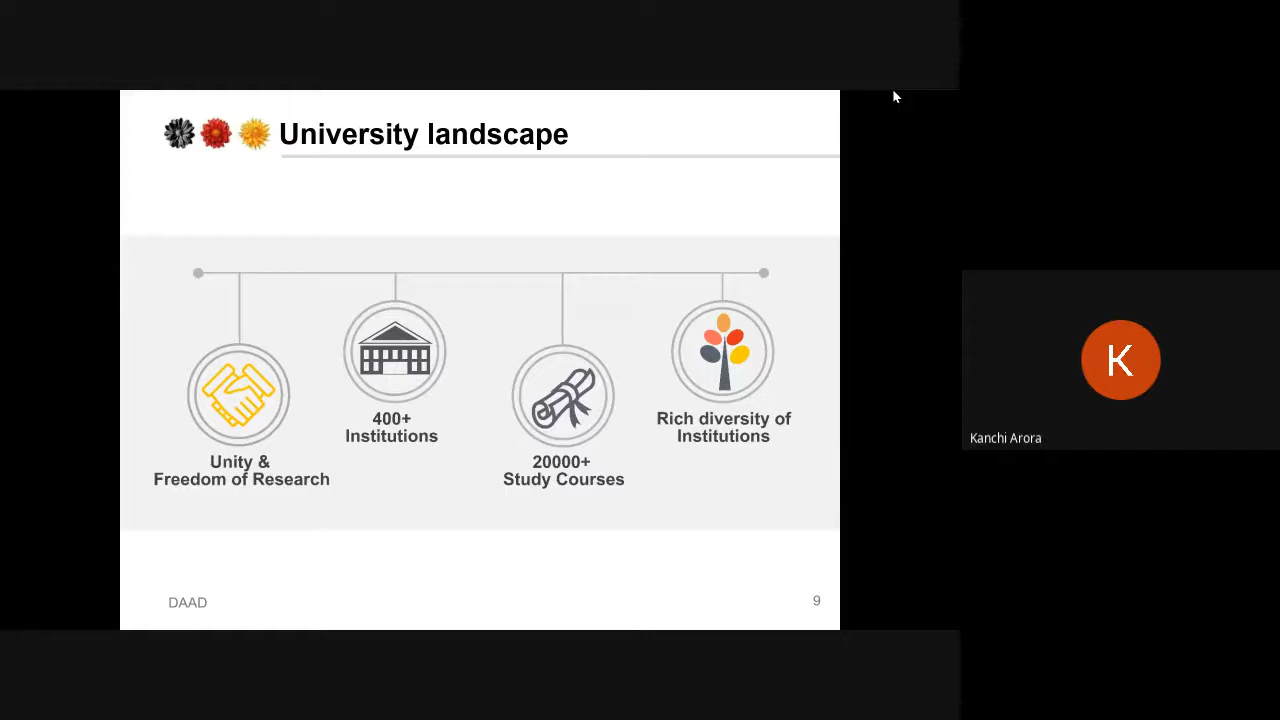 University landscape
400+
Institutions
Rich diversity of
Institutions
Unity &
Freedom of Research
20000+
Study Courses
DAAD
9
K
Kanchi Arora